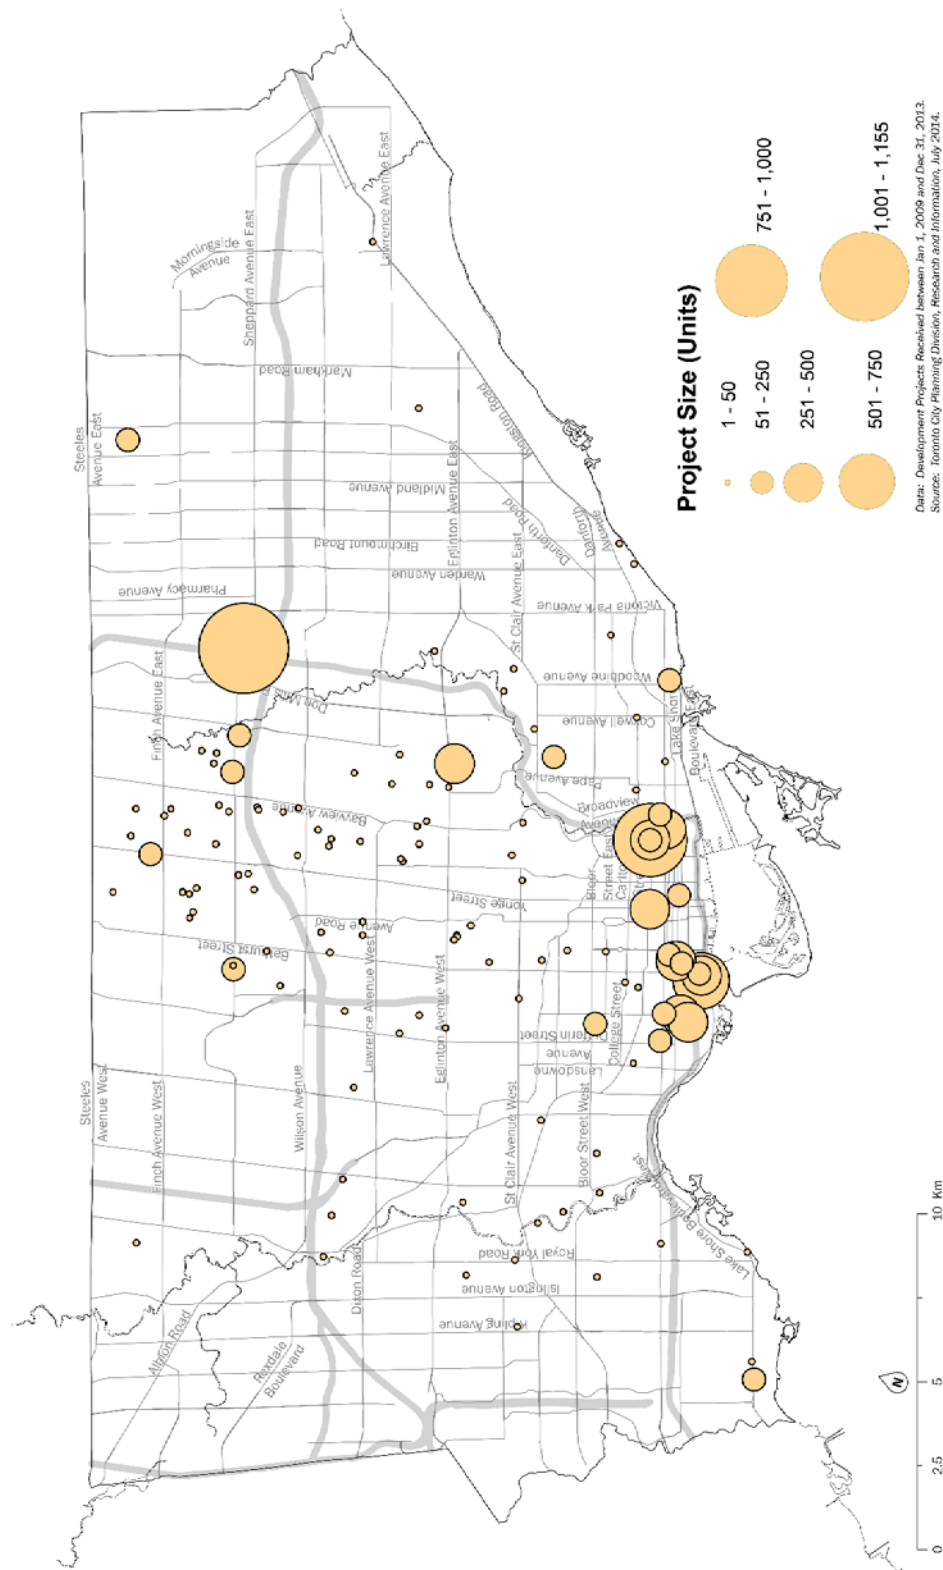 Steeles
Avenue West
Steeles
Avenue East
Finch Avenue West
Finch Avenue East
Morningside
Avenue
Sheppard Avenue East
Lawrence Avenue East
Markham Road
Midland Avenue
Birchmount Road
Warden Avenue
Pharmacy Avenue
Victoria Park Avenue
Kingston Road
Danforth Road
Danforth
Avenue
Eglinton Avenue East
St Clair Avenue East
Woodbine Avenue
Coxwell Avenue
Lake Shore
Boulevard East
Don Mills
Pape Avenue
Broadview
Avenue
Bayview Avenue
Bloor
Street East
Carlton
Street
Yonge Street
Avenue Road
Bathurst Street
Lawrence Avenue West
Eglinton Avenue West
Wilson Avenue
Dufferin Street
College Street
Lansdowne
Avenue
St Clair Avenue West
Bloor Street West
Lake Shore Boulevard West
Royal York Road
Islington Avenue
Kipling Avenue
Dixon Road
Albion Road
Rexdale
Boulevard
Project Size (Units)
1 - 50
51 - 250
251 - 500
501 - 750
751 - 1,000
1,001 - 1,155
N
0 2.5 5 10 Km
Data: Development Projects Received between Jan 1, 2009 and Dec 31, 2013.
Source: Toronto City Planning Division, Research and Information, July 2014.